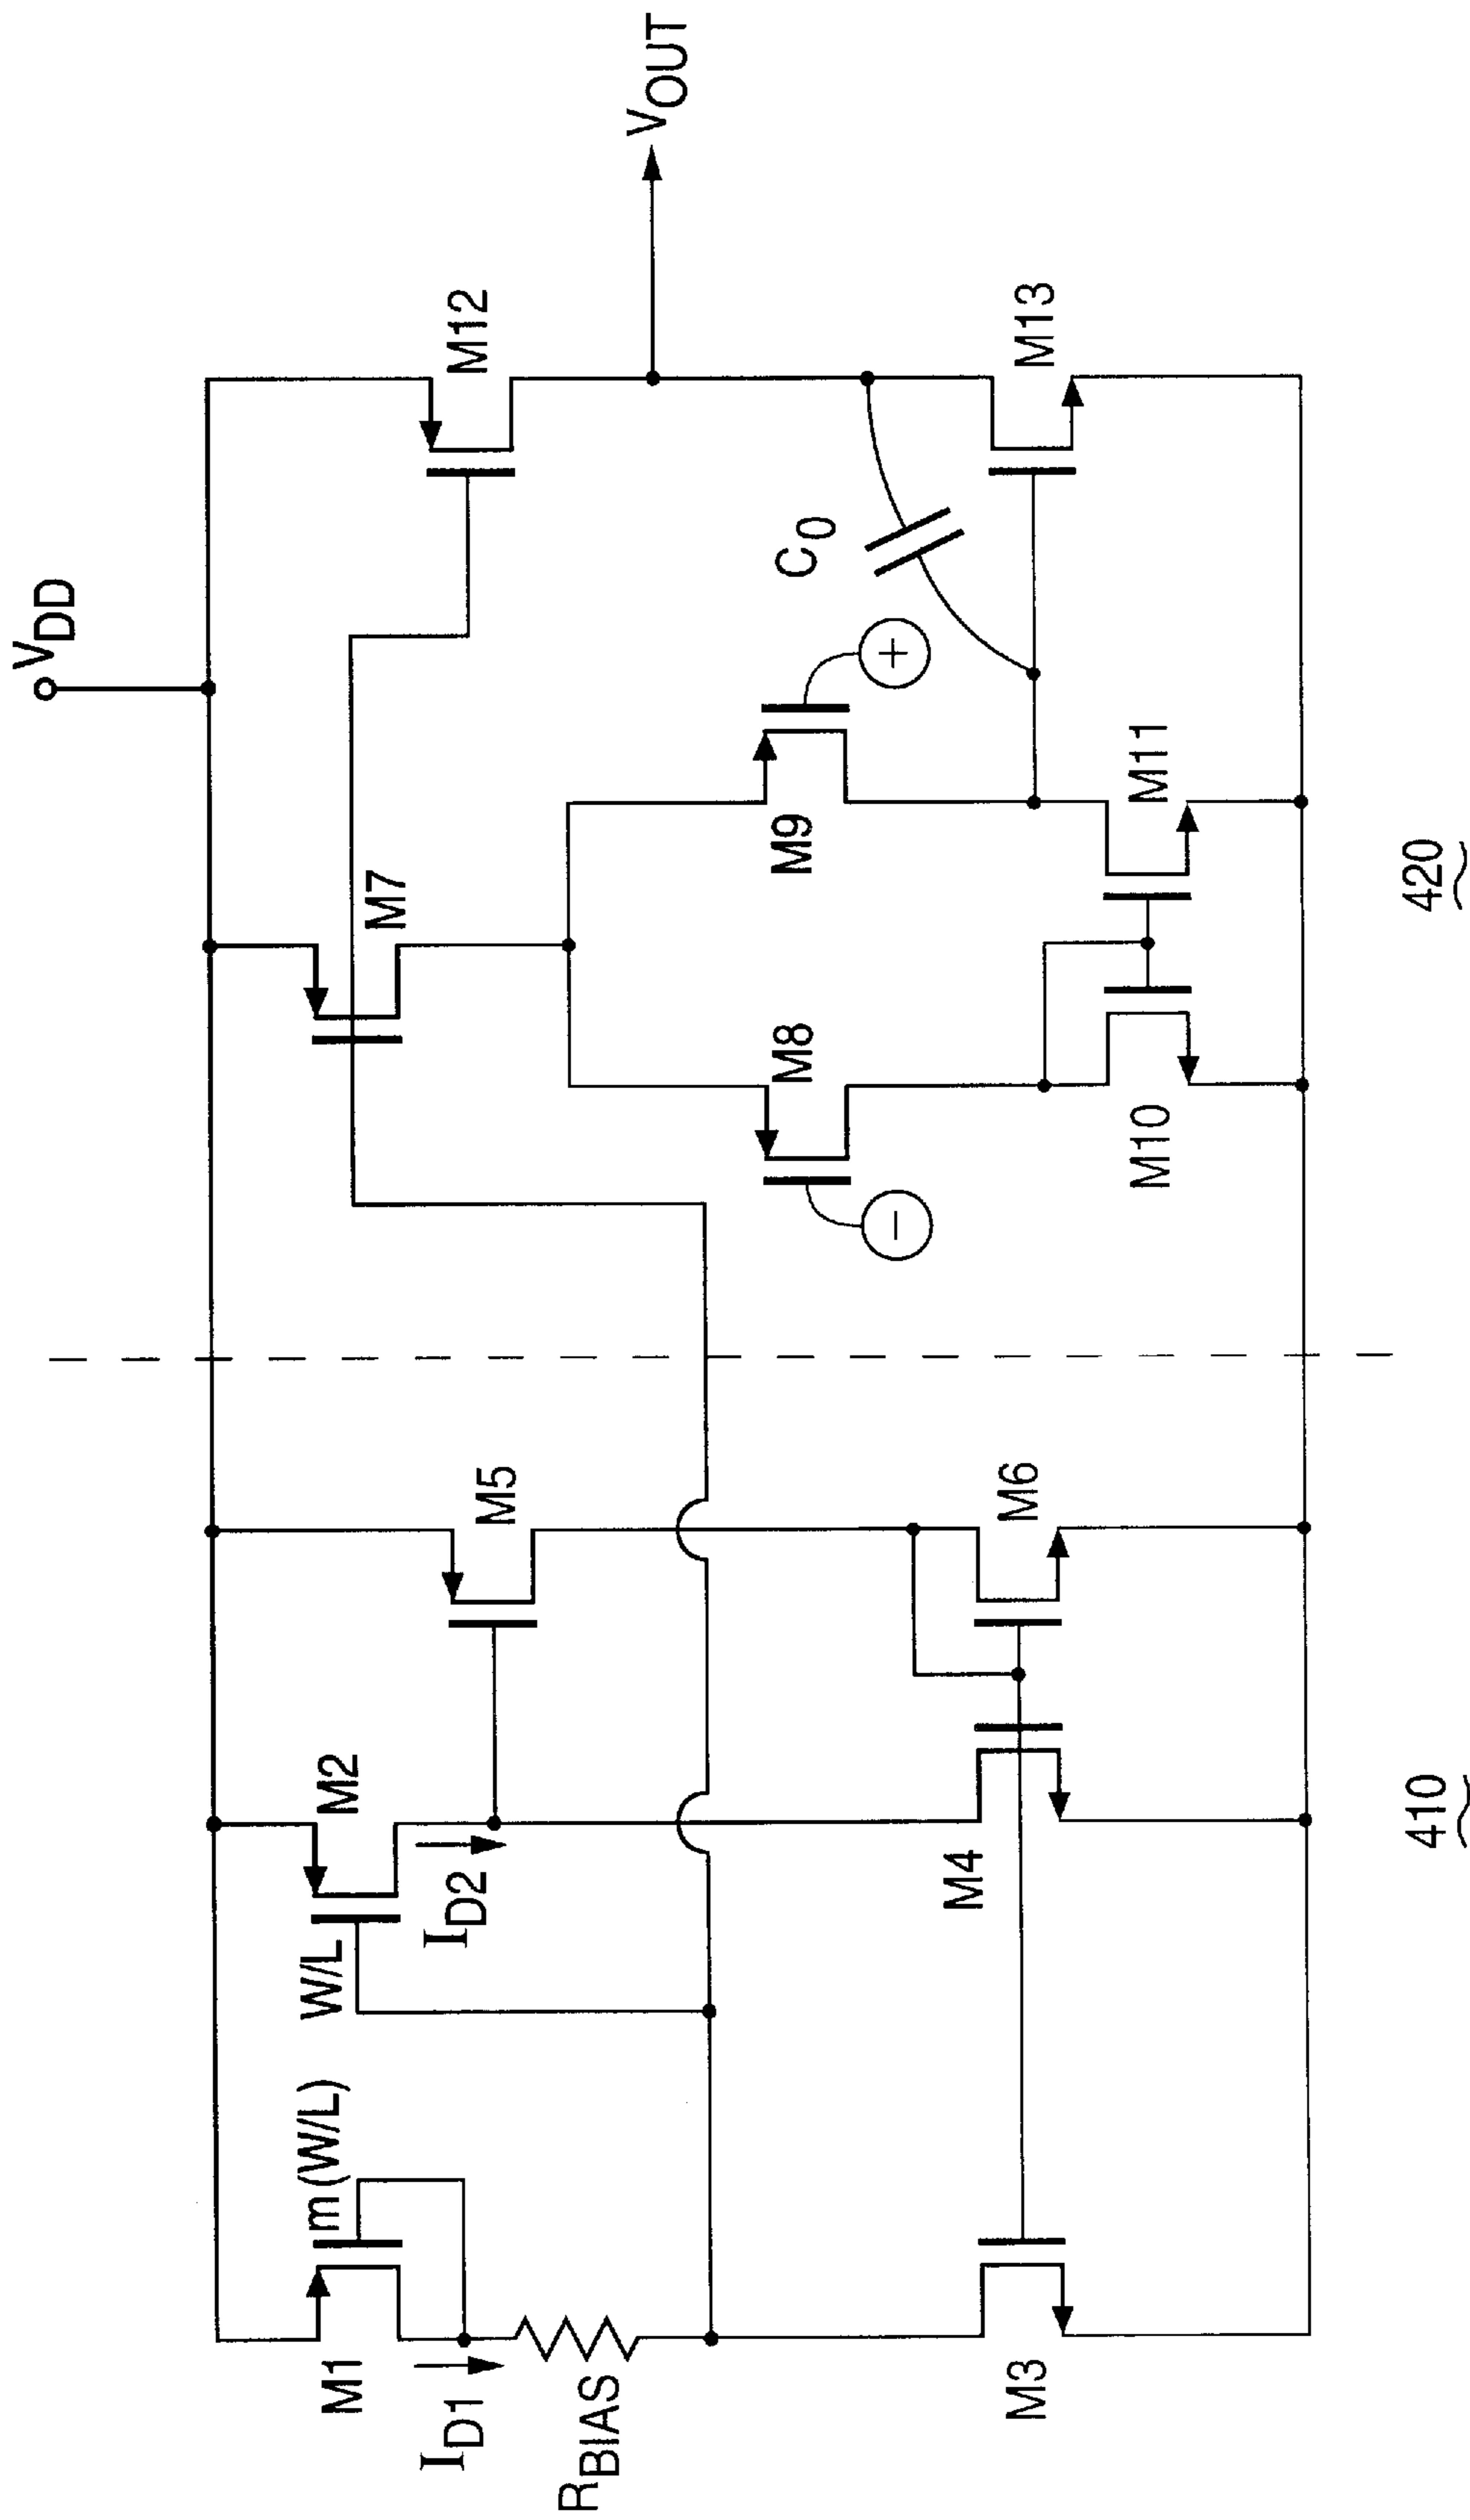 VDD
M1
m(W/L)
W/L
M2
M5
M7
M12
ID1
ID2
RBIAS
VOUT
M8
M9
C0
−
+
M3
M4
M6
M10
M11
M13
410
420